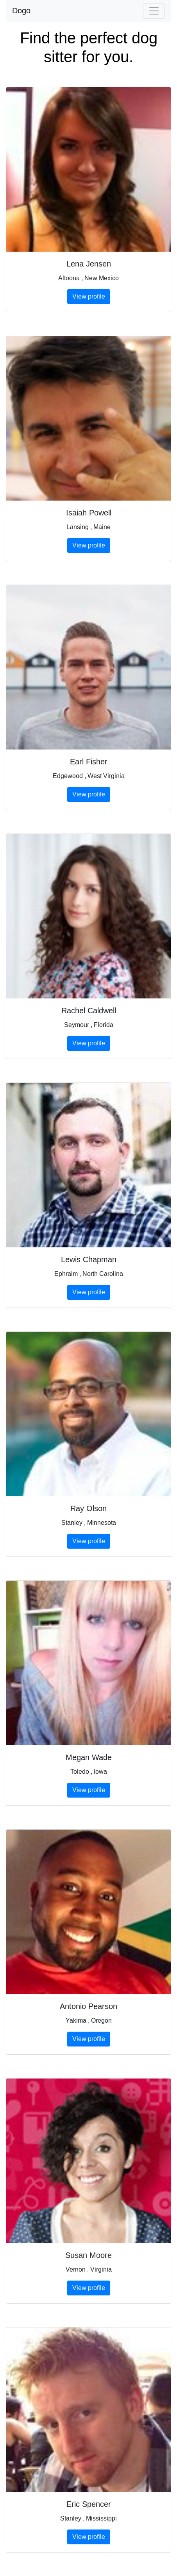 Dogo
Find the perfect dog
sitter for you.
Lena Jensen
Altoona , New Mexico
View profile
Isaiah Powell
Lansing , Maine
View profile
Earl Fisher
Edgewood , West Virginia
View profile
Rachel Caldwell
Seymour , Florida
View profile
Lewis Chapman
Ephraim , North Carolina
View profile
Ray Olson
Stanley , Minnesota
View profile
Megan Wade
Toledo , Iowa
View profile
Antonio Pearson
Yakima , Oregon
View profile
Susan Moore
Vernon , Virginia
View profile
Eric Spencer
Stanley , Mississippi
View profile